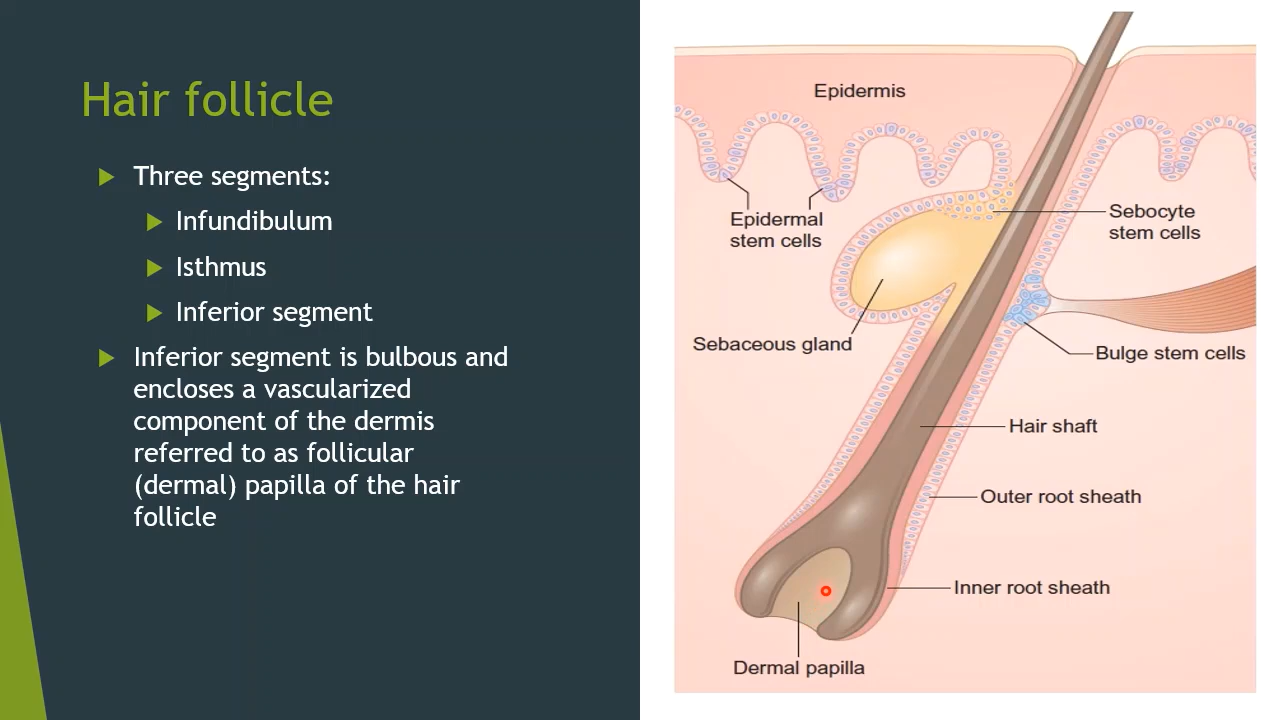 Hair follicle
Three segments:
Infundibulum
Isthmus
Inferior segment
Inferior segment is bulbous and
encloses a vascularized
component of the dermis
referred to as follicular
(dermal) papilla of the hair
follicle
Epidermis
Epidermal
stem cells
Sebocyte
stem cells
Sebaceous gland
Bulge stem cells
Hair shaft
Outer root sheath
Inner root sheath
Dermal papilla